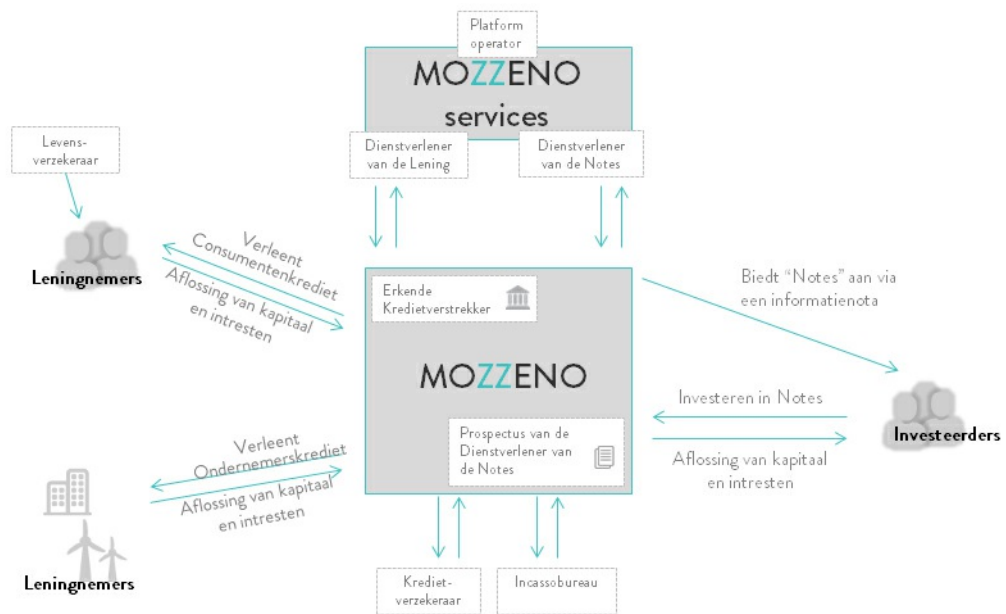 Platform
operator
MOZZENO
services
Dienstverlener
van de Lening
Dienstverlener
van de Notes
Levens-
verzekeraar
Leningnemers
Verleent
Consumentenkrediet
Aflossing van kapitaal
en intresten
Erkende
Kredietverstrekker
Biedt “Notes” aan via
een informatienota
MOZZENO
Investeren in Notes
Investeerders
Aflossing van kapitaal
en intresten
Prospectus van de
Dienstverlener van
de Notes
Verleent
Ondernemerskrediet
Aflossing van kapitaal
en intresten
Leningnemers
Krediet-
verzekeraar
Incassobureau